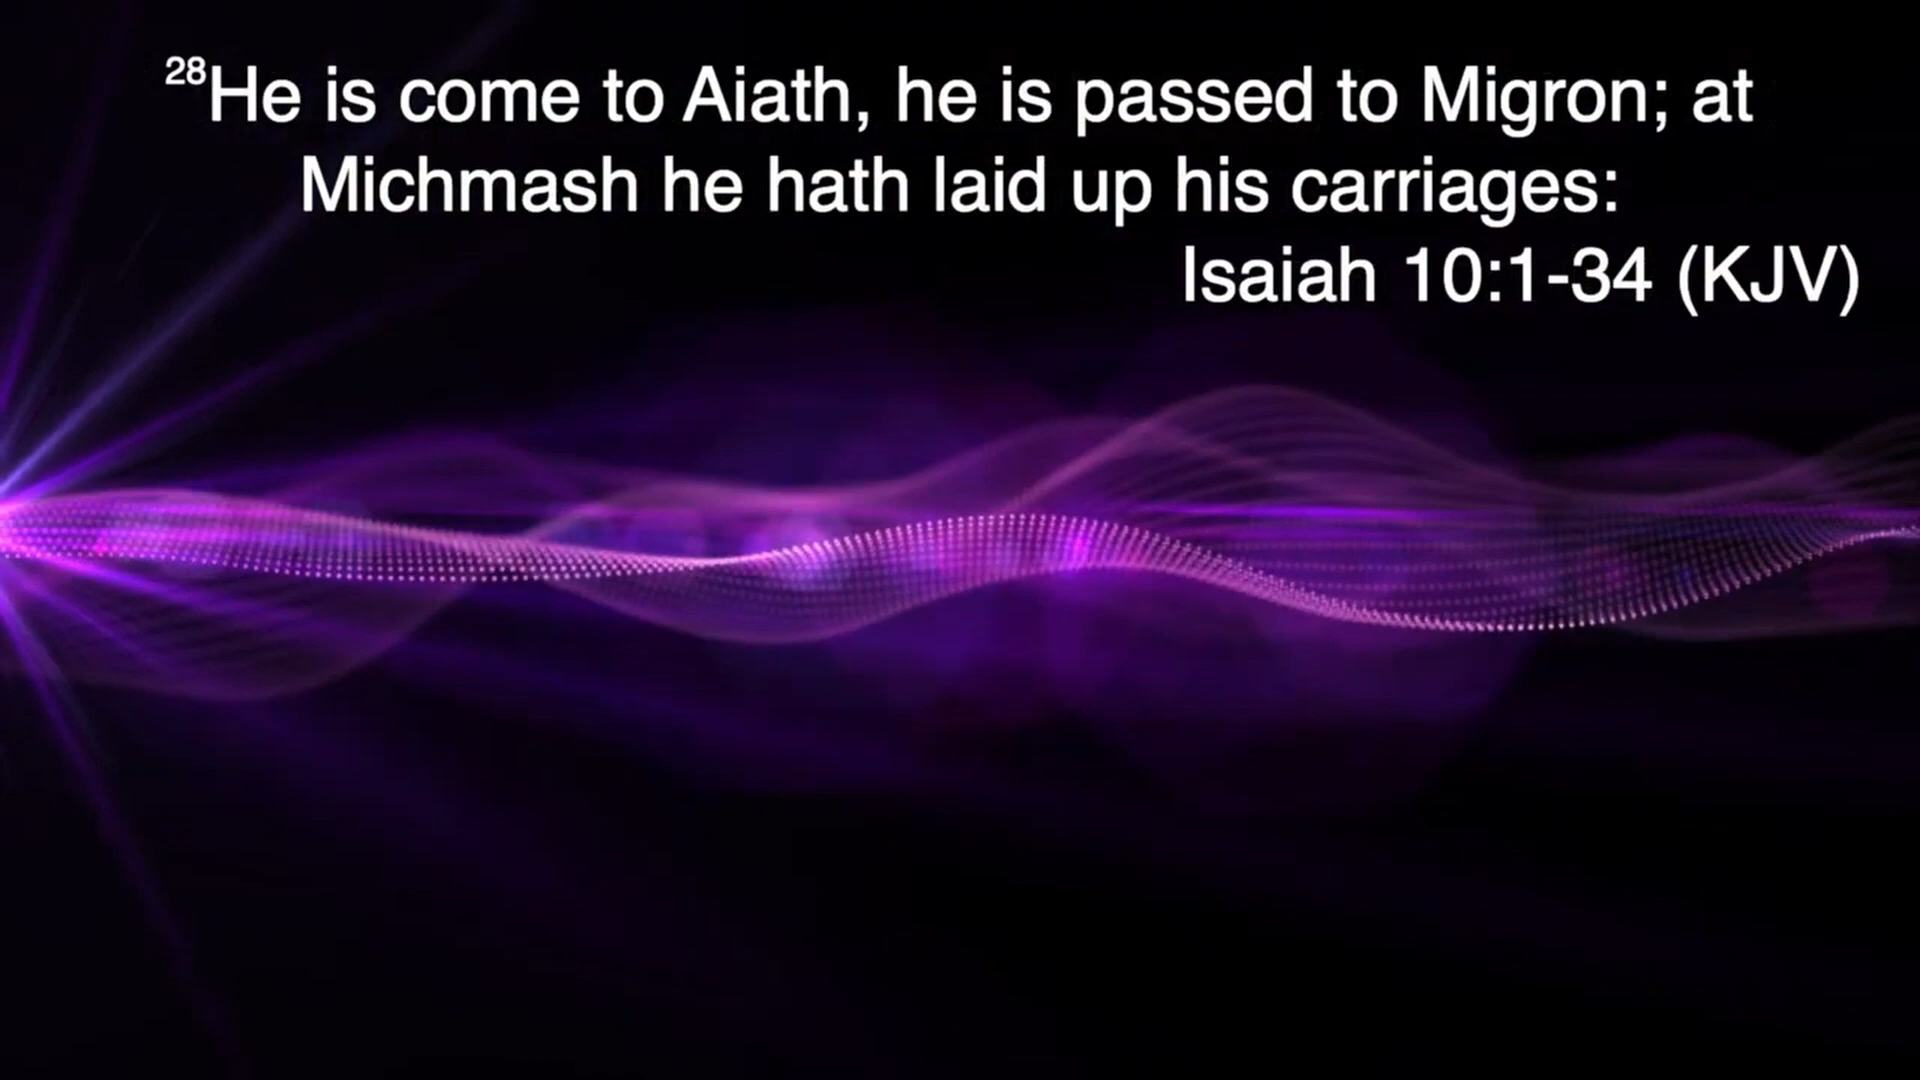 28He is come to Aiath, he is passed to Migron; at
Michmash he hath laid up his carriages:
Isaiah 10:1-34 (KJV)